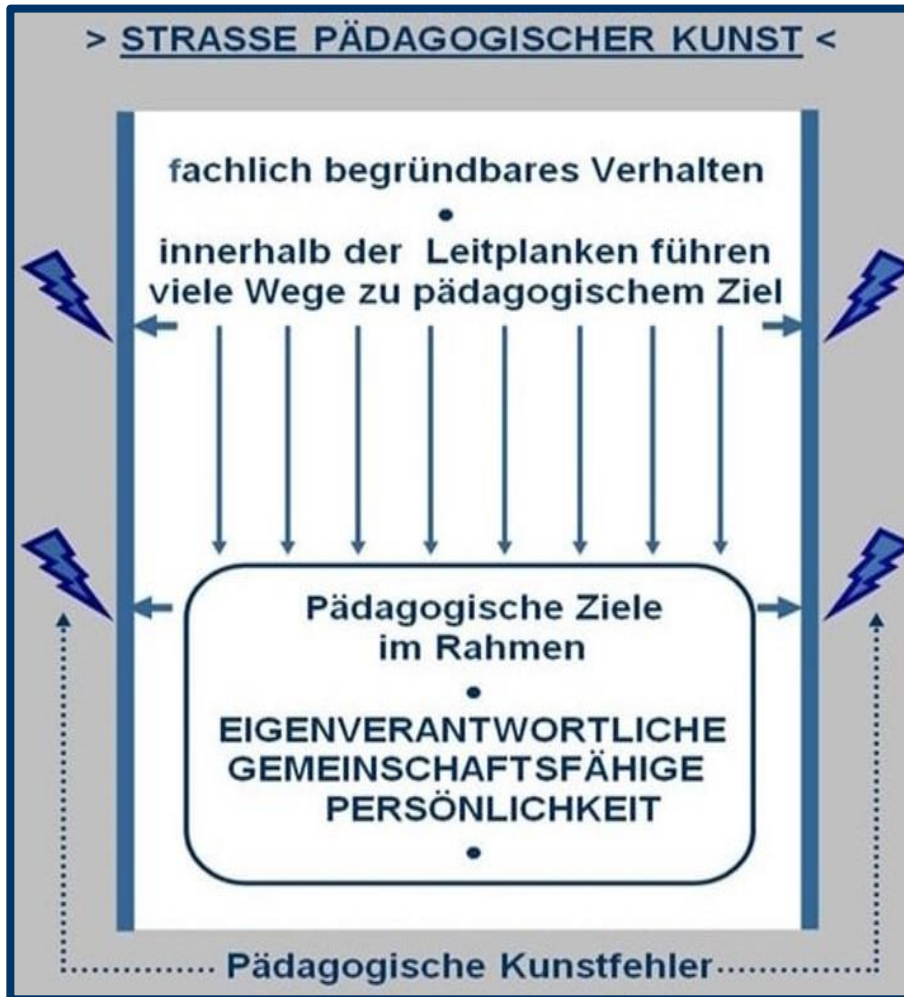 > STRASSE PÄDAGOGISCHER KUNST <
fachlich begründbares Verhalten
•
innerhalb der Leitplanken führen
viele Wege zu pädagogischem Ziel
Pädagogische Ziele
im Rahmen
•
EIGENVERANTWORTLICHE
GEMEINSCHAFTSFÄHIGE
PERSÖNLICHKEIT
•
Pädagogische Kunstfehler